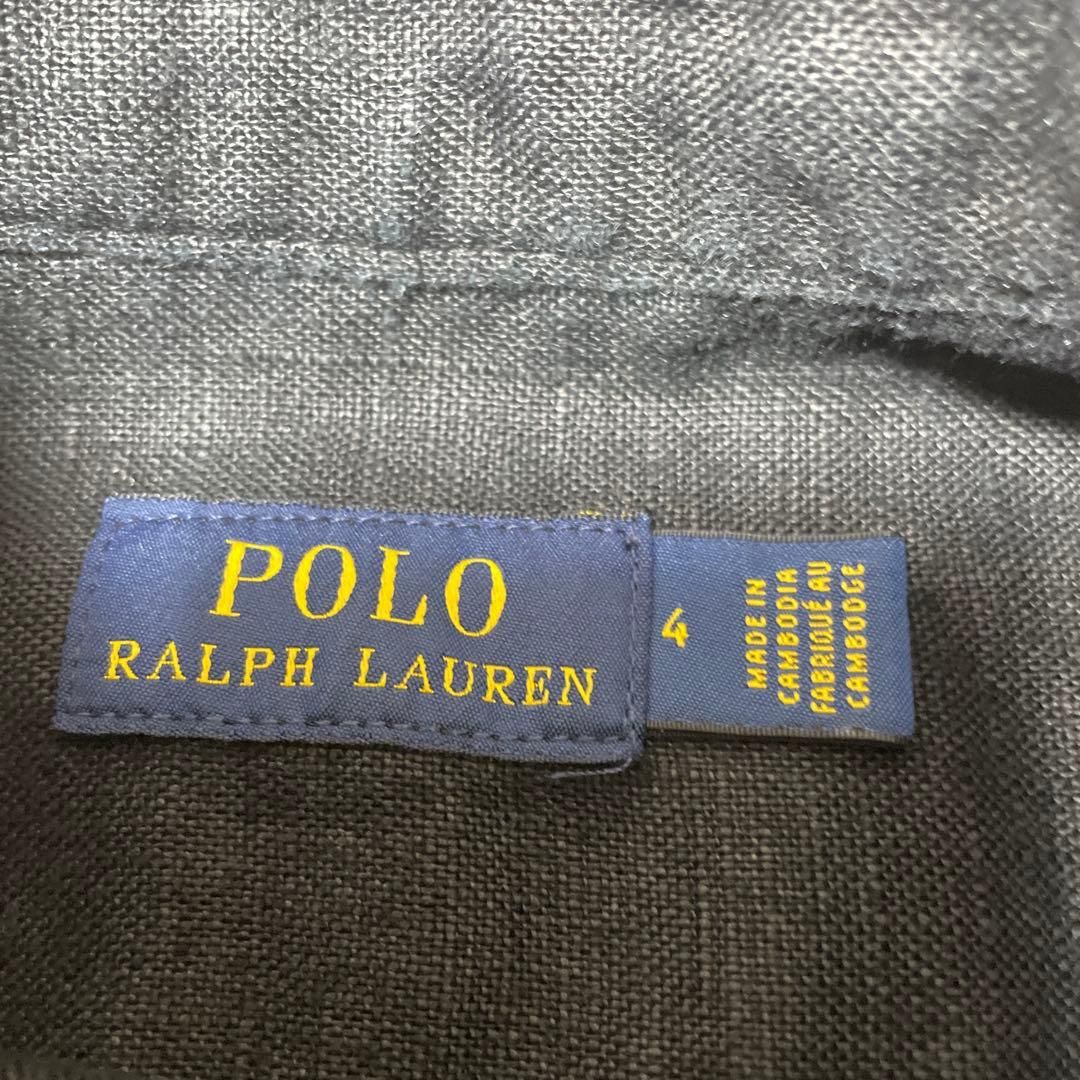 POLO
RALPH LAUREN
4
MADE IN
CAMBODIA
FABRIQUÉ AU
CAMBODGE